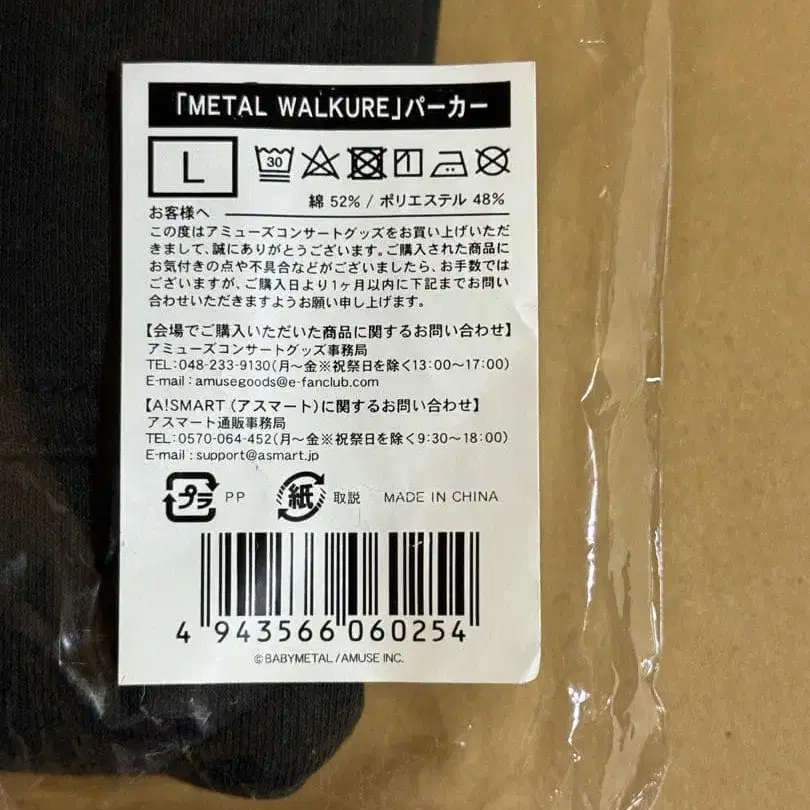 「METAL WALKURE」パーカー
L
30
綿 52% / ポリエステル 48%
お客様へ
この度はアミューズコンサートグッズをお買い上げいただ
きまして、誠にありがとうございます。ご購入された商品に
お気付きの点や不具合などがございましたら、お手数では
ございますが、ご購入日より1ヶ月以内に下記までお問い
合わせいただきますようお願い申し上げます。
【会場でご購入いただいた商品に関するお問い合わせ】
アミューズコンサートグッズ事務局
TEL:048-233-9130(月〜金※祝祭日を除く13:00〜17:00)
E-mail:amusegoods@e-fanclub.com
【A!SMART(アスマート)に関するお問い合わせ】
アスマート通販事務局
TEL:0570-064-452(月〜金※祝祭日を除く9:30〜18:00)
E-mail:support@asmart.jp
プラ PP 紙 取説 MADE IN CHINA
4 943566 060254
©BABYMETAL/AMUSE INC.